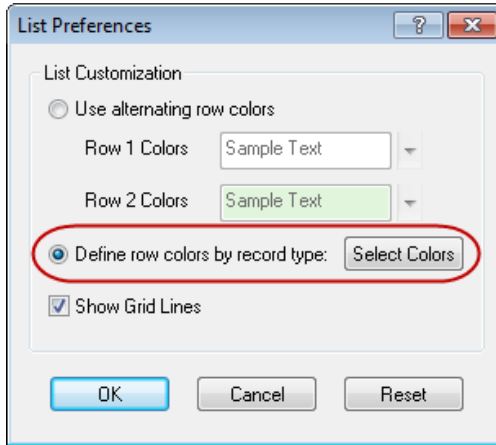 List Preferences
List Customization
Use alternating row colors
Row 1 Colors Sample Text
Row 2 Colors Sample Text
Define row colors by record type: Select Colors
Show Grid Lines
OK Cancel Reset